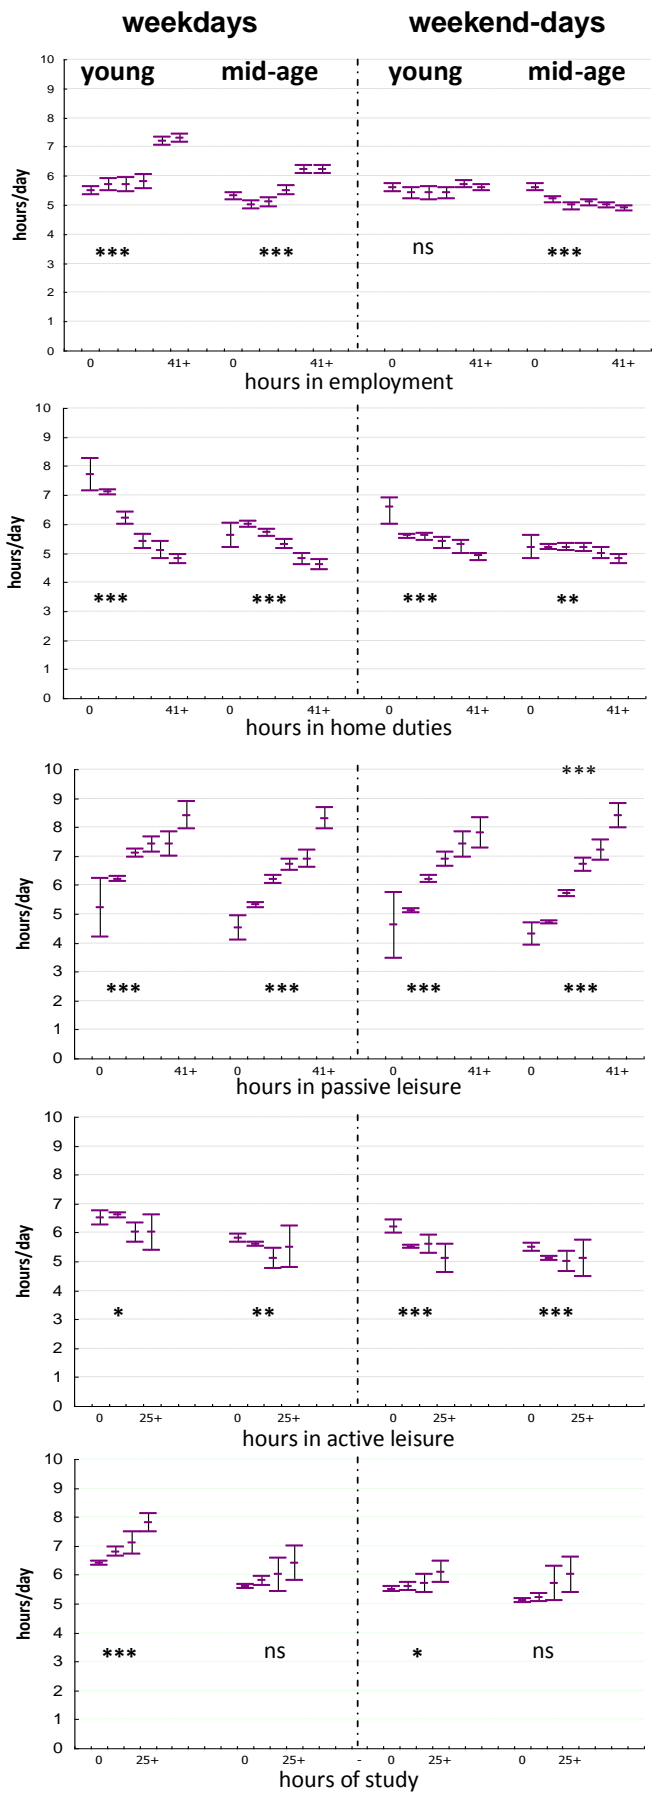 weekdays weekend-days
young mid-age young mid-age
10
9
8
7
6
5
4
3
2
1
0
hours/day
*** *** ns ***
0 41+ 0 41+ 0 41+ 0 41+
hours in employment
10
9
8
7
6
5
4
3
2
1
0
hours/day
*** *** *** **
0 41+ 0 41+ 0 41+ 0 41+
hours in home duties
***
10
9
8
7
6
5
4
3
2
1
0
hours/day
*** *** *** ***
0 41+ 0 41+ 0 41+ 0 41+
hours in passive leisure
10
9
8
7
6
5
4
3
2
1
0
hours/day
* ** *** ***
0 25+ 0 25+ 0 25+ 0 25+
hours in active leisure
10
9
8
7
6
5
4
3
2
1
0
hours/day
*** ns * ns
0 25+ 0 25+ - 0 25+ 0 25+
hours of study